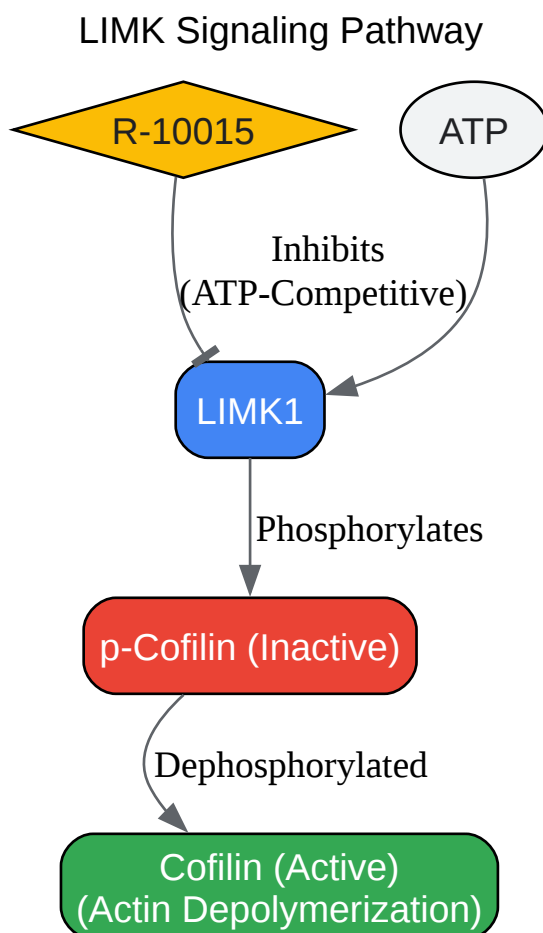 LIMK Signaling Pathway
R-10015
ATP
Inhibits
(ATP-Competitive)
LIMK1
Phosphorylates
p-Cofilin (Inactive)
Dephosphorylated
Cofilin (Active)
(Actin Depolymerization)